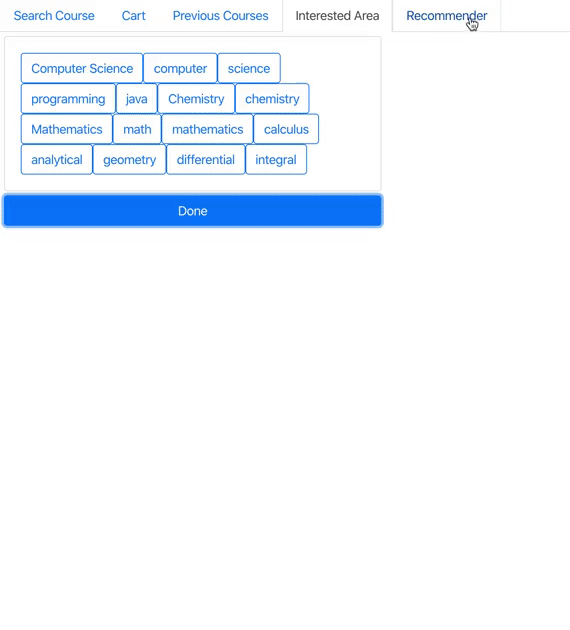 Search Course Cart Previous Courses Interested Area Recommender
Computer Science computer science
programming java Chemistry chemistry
Mathematics math mathematics calculus
analytical geometry differential integral
Done